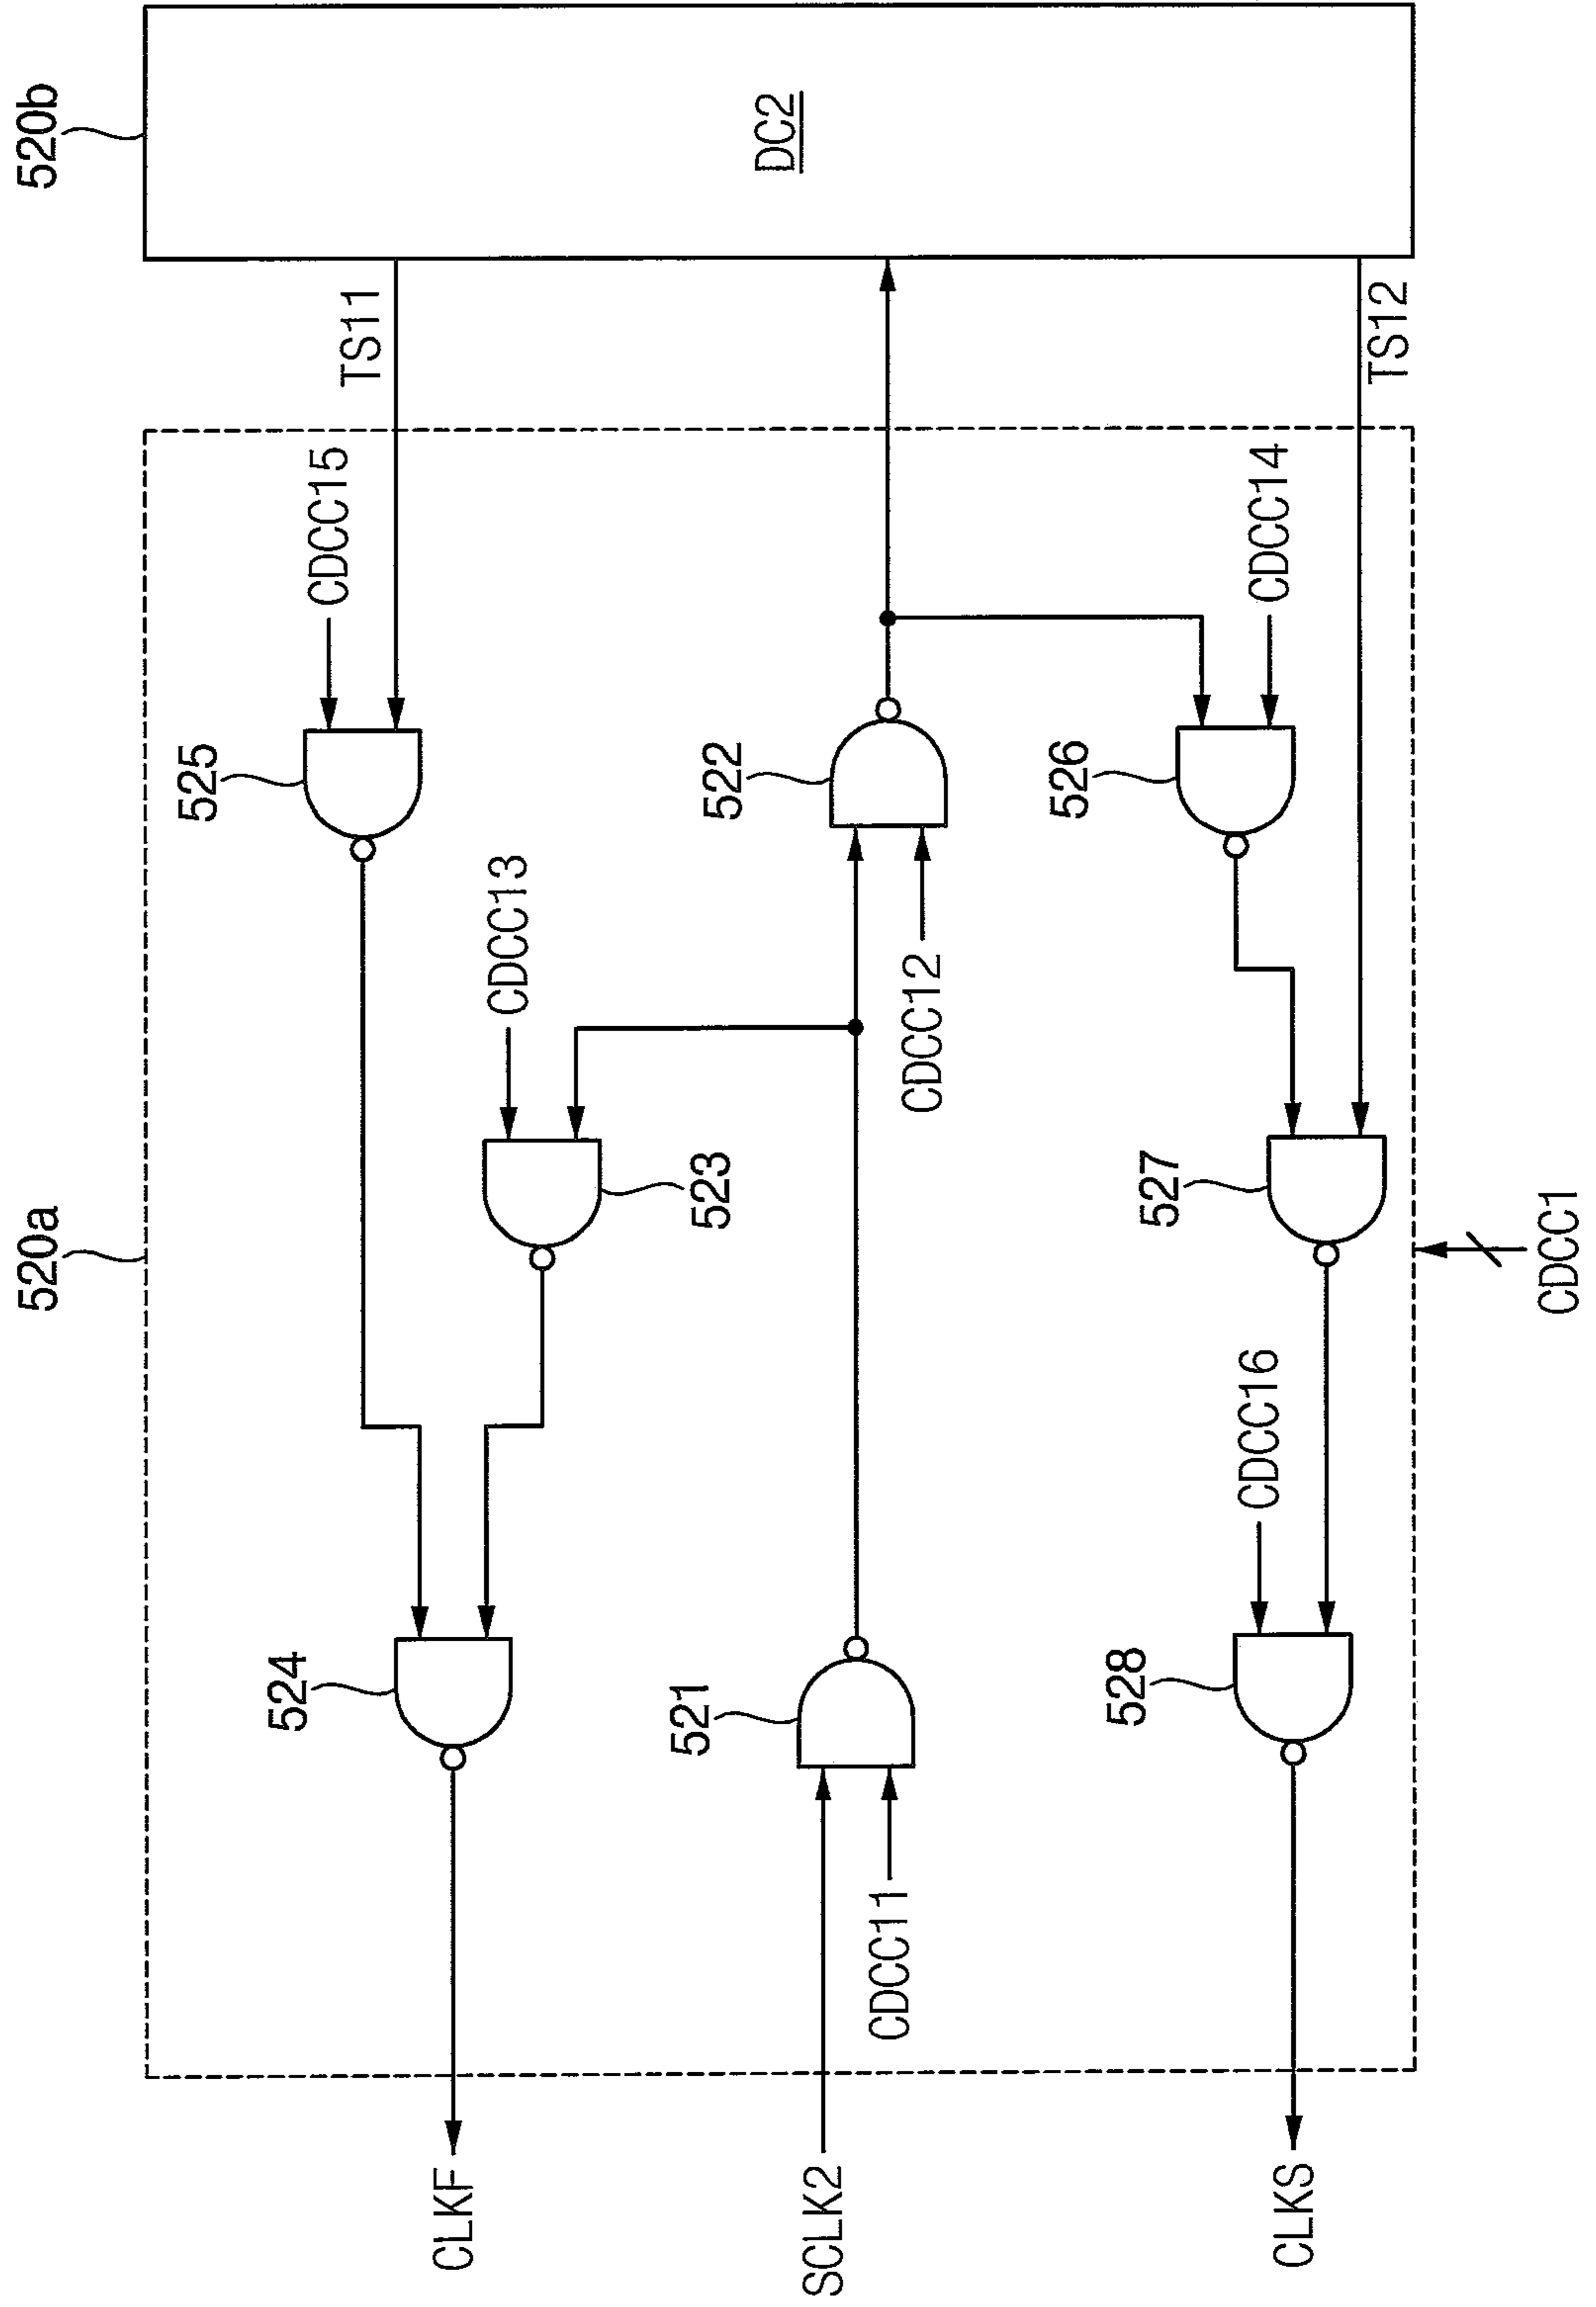 520a
520b
525
CDCC15
TS11
524
CDCC13
523
CLKF
DC2
522
521
SCLK2
CDCC11
CDCC12
526
CDCC14
527
TS12
528
CDCC16
CLKS
CDCC1